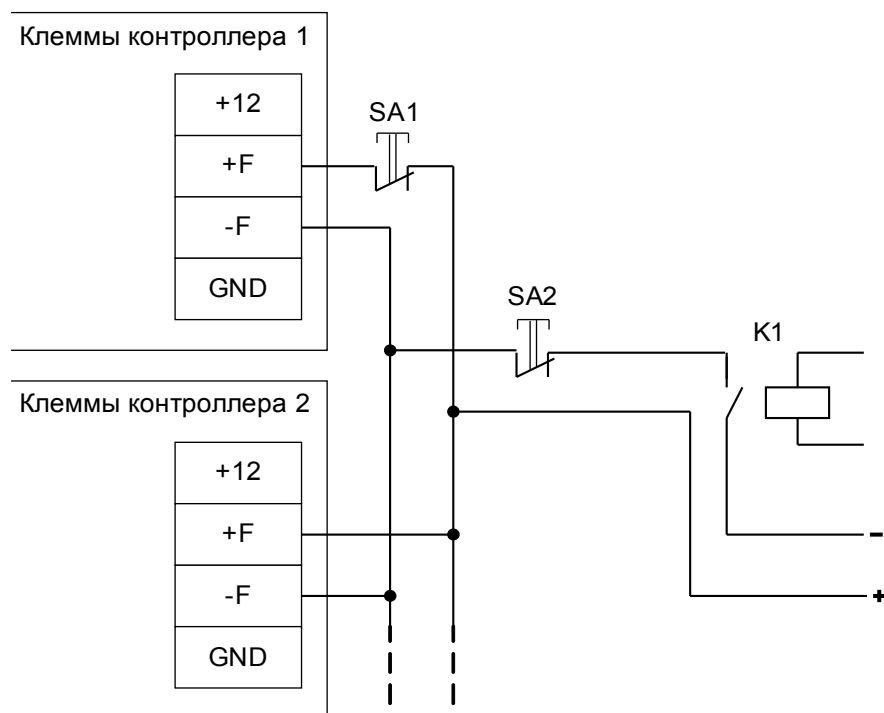 Клеммы контроллера 1
+12
SA1
+F
-F
GND
SA2
K1
Клеммы контроллера 2
+12
+F
-
-F
+
GND